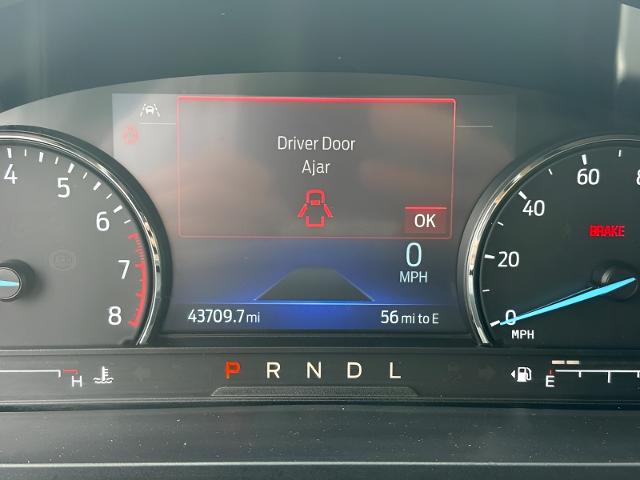 Driver Door
Ajar
OK
0
MPH
43709.7 mi
56 mi to E
4
5
6
7
8
60
8
40
20
0
MPH
BRAKE
H
P R N D L
E